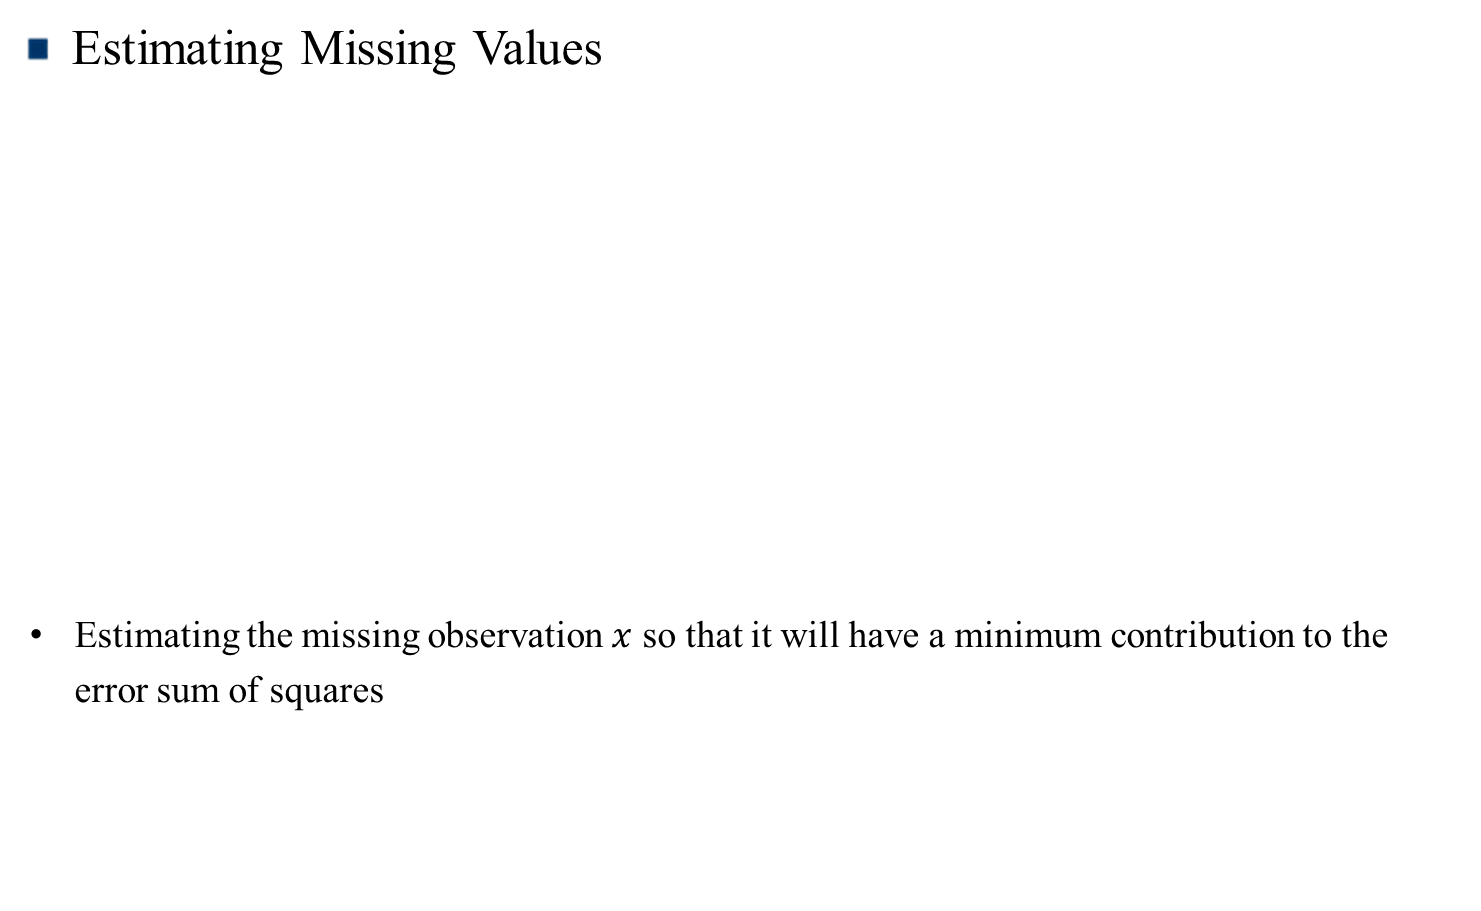 ■ Estimating Missing Values
• Estimating the missing observation x so that it will have a minimum contribution to the
error sum of squares